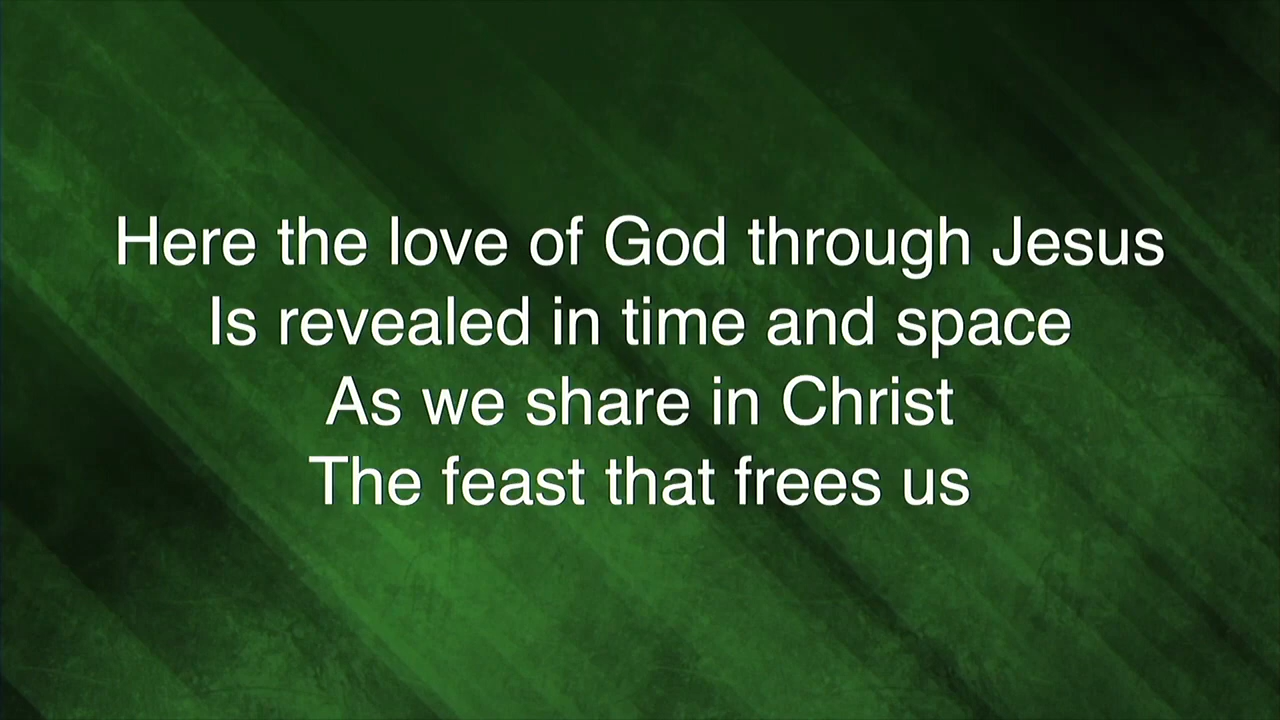 Here the love of God through Jesus
Is revealed in time and space
As we share in Christ
The feast that frees us